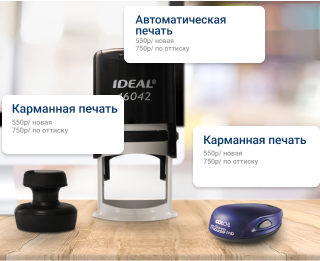 Автоматическая
печать
550р/ новая
750р/ по оттиску
IDEAL
46042
Карманная печать
550р/ новая
750р/ по оттиску
Карманная печать
550р/ новая
750р/ по оттиску